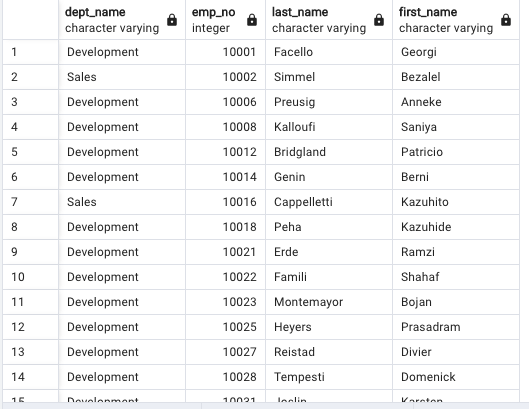 dept_name emp_no last_name first_name
character varying integer character varying character varying
1 Development 10001 Facello Georgi
2 Sales 10002 Simmel Bezalel
3 Development 10006 Preusig Anneke
4 Development 10008 Kalloufi Saniya
5 Development 10012 Bridgland Patricio
6 Development 10014 Genin Berni
7 Sales 10016 Cappelletti Kazuhito
8 Development 10018 Peha Kazuhide
9 Development 10021 Erde Ramzi
10 Development 10022 Famili Shahaf
11 Development 10023 Montemayor Bojan
12 Development 10025 Heyers Prasadram
13 Development 10027 Reistad Divier
14 Development 10028 Tempesti Domenick
15 Development 10031 Joslin Karsten